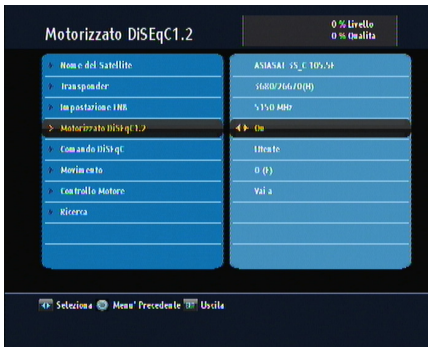 Motorizzato DiSEqC1.2
0 % Livello
0 % Qualita
Nome del Satellite
ASIASAT 3S_C 105.5E
Transponder
3680/26670(H)
Impostazione LNB
5150 MHz
Motorizzato DiSEqC1.2
On
Comando DiSEqC
Utente
Movimento
0 (E)
Controllo Motore
Vai a
Ricerca
Seleziona Menu' Precedente Uscita